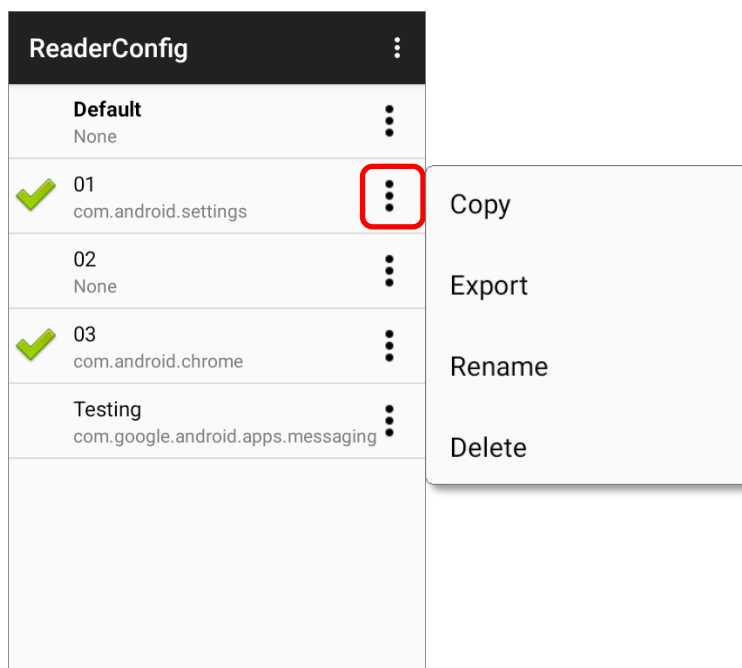 ReaderConfig
Default
None
01
com.android.settings
02
None
03
com.android.chrome
Testing
com.google.android.apps.messaging
Copy
Export
Rename
Delete